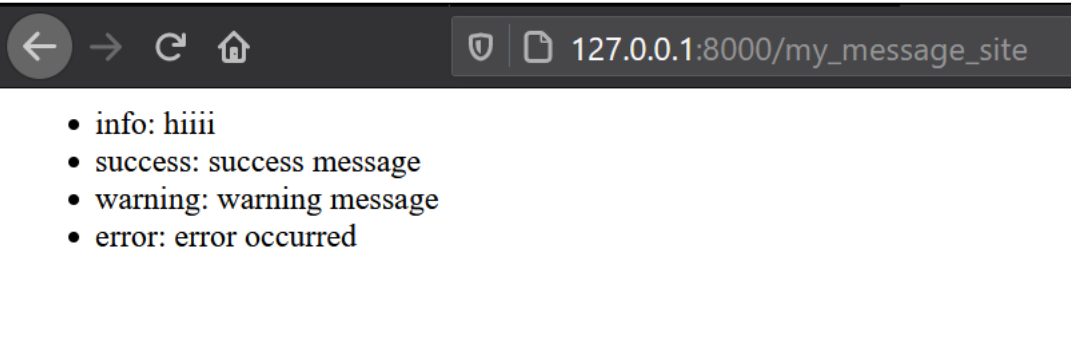 127.0.0.1:8000/my_message_site
info: hiiii
success: success message
warning: warning message
error: error occurred